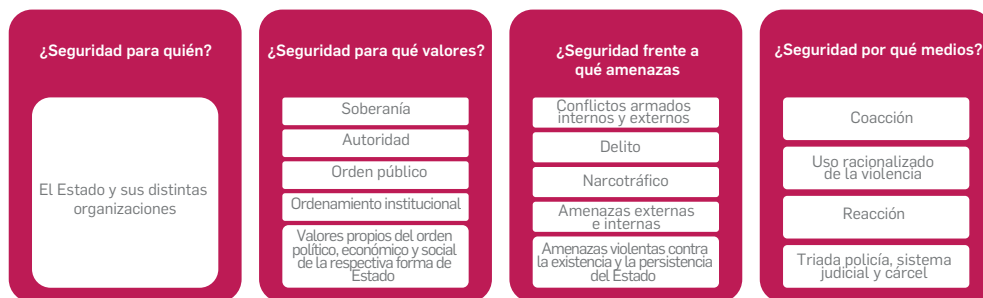 ¿Seguridad para quién?
El Estado y sus distintas
organizaciones
¿Seguridad para qué valores?
Soberanía
Autoridad
Orden público
Ordenamiento institucional
Valores propios del orden
político, económico y social
de la respectiva forma de
Estado
¿Seguridad frente a
qué amenazas
Conflictos armados
internos y externos
Delito
Narcotráfico
Amenazas externas
e internas
Amenazas violentas contra
la existencia y la persistencia
del Estado
¿Seguridad por qué medios?
Coacción
Uso racionalizado
de la violencia
Reacción
Triada policía, sistema
judicial y cárcel